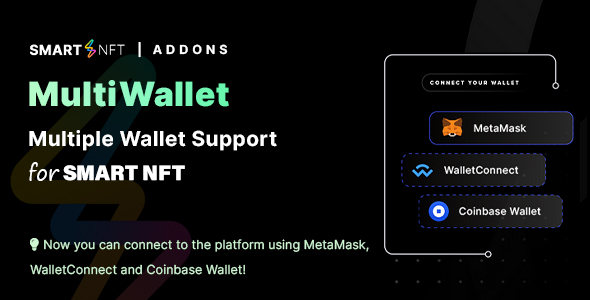 SMART NFT | ADDONS
MultiWallet
Multiple Wallet Support
for SMART NFT
Now you can connect to the platform using MetaMask,
WalletConnect and Coinbase Wallet!
CONNECT YOUR WALLET
MetaMask
WalletConnect
Coinbase Wallet